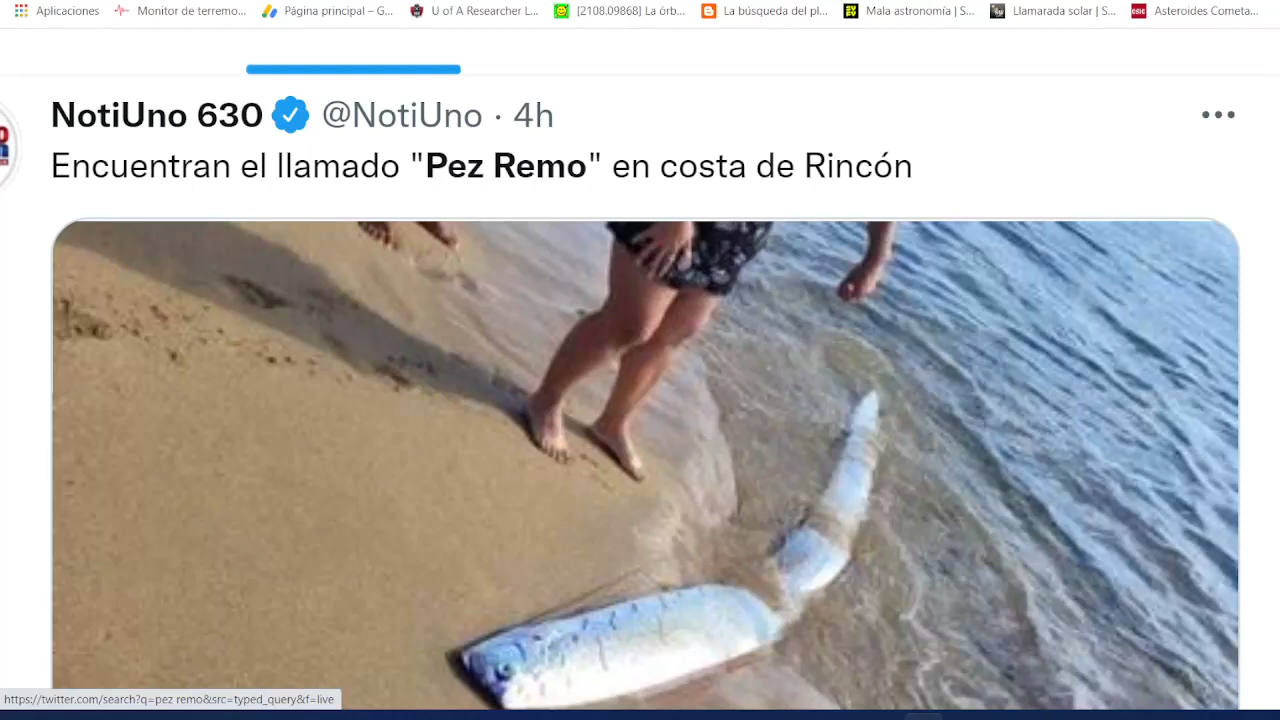 Aplicaciones Monitor de terremo... Página principal – G... U of A Researcher L... [2108.09868] La órb... La búsqueda del pl... Mala astronomía | S... Llamarada solar | S... Asteroides Cometa...
NotiUno 630 @NotiUno · 4h
Encuentran el llamado "Pez Remo" en costa de Rincón
https://twitter.com/search?q=pez remo&src=typed_query&f=live